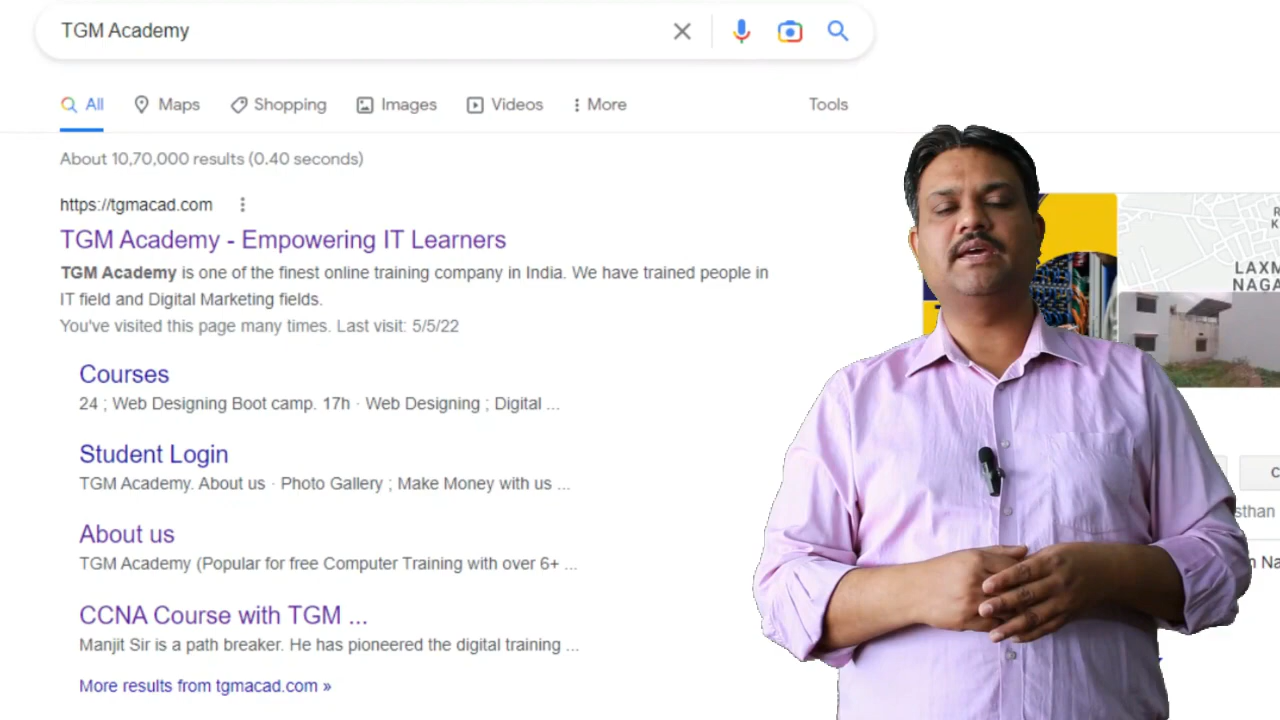 TGM Academy
All Maps Shopping Images Videos More Tools
About 10,70,000 results (0.40 seconds)
https://tgmacad.com
TGM Academy - Empowering IT Learners
TGM Academy is one of the finest online training company in India. We have trained people in
IT field and Digital Marketing fields.
You've visited this page many times. Last visit: 5/5/22
Courses
24 ; Web Designing Boot camp. 17h · Web Designing ; Digital ...
Student Login
TGM Academy. About us · Photo Gallery ; Make Money with us ...
About us
TGM Academy (Popular for free Computer Training with over 6+ ...
CCNA Course with TGM ...
Manjit Sir is a path breaker. He has pioneered the digital training ...
More results from tgmacad.com »